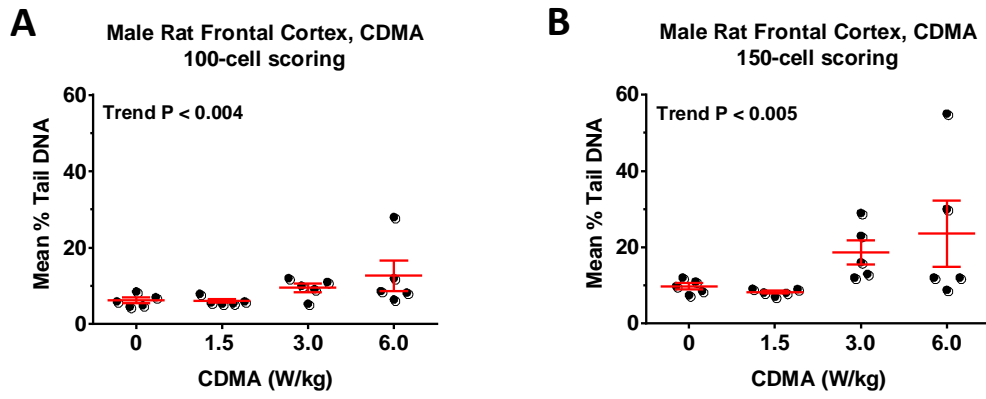 A
Male Rat Frontal Cortex, CDMA
100-cell scoring
Trend P < 0.004
Mean % Tail DNA
60
40
20
0
0 1.5 3.0 6.0
CDMA (W/kg)
B
Male Rat Frontal Cortex, CDMA
150-cell scoring
Trend P < 0.005
Mean % Tail DNA
60
40
20
0
0 1.5 3.0 6.0
CDMA (W/kg)